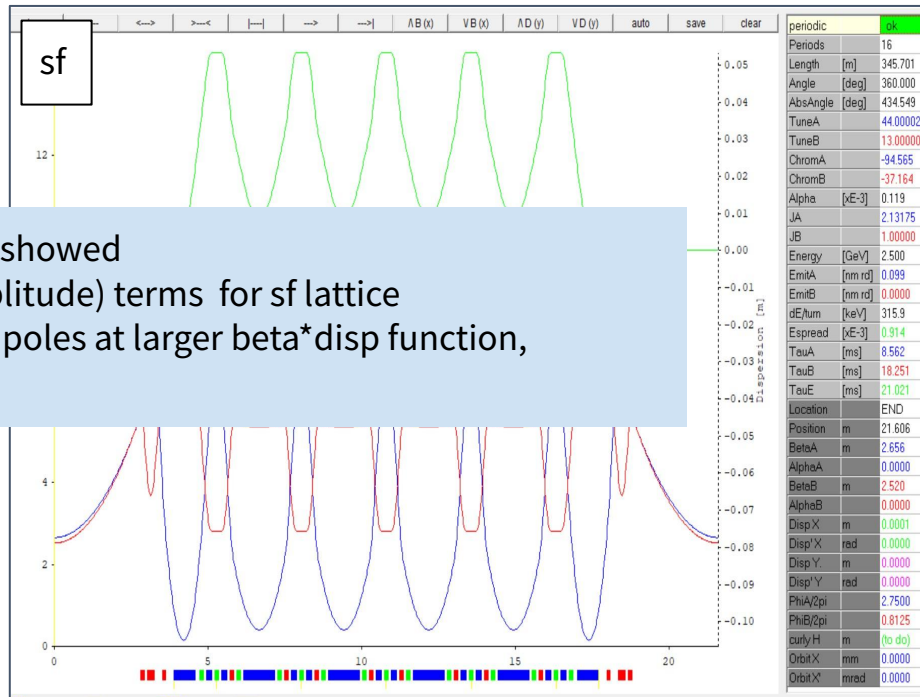 <---> >---< |----| ---> --->| Λ B (x) V B (x) Λ D (y) V D (y) auto save clear
sf
showed
olitude) terms for sf lattice
poles at larger beta*disp function,
12
4
2
0
0 5 10 15 20
0.05
0.04
0.03
0.02
0.01
0.00
-0.01
-0.02
-0.03
-0.04
-0.05
-0.06
-0.07
-0.08
-0.09
-0.10
Dispersion [m]
periodic ok
Periods 16
Length [m] 345.701
Angle [deg] 360.000
AbsAngle [deg] 434.549
TuneA 44.00002
TuneB 13.00000
ChromA -94.565
ChromB -37.164
Alpha [xE-3] 0.119
JA 2.13175
JB 1.00000
Energy [GeV] 2.500
EmitA [nm rd] 0.099
EmitB [nm rd] 0.0000
dE/turn [keV] 315.9
Espread [xE-3] 0.914
TauA [ms] 8.562
TauB [ms] 18.251
TauE [ms] 21.021
Location END
Position m 21.606
BetaA m 2.656
AlphaA 0.0000
BetaB m 2.520
AlphaB 0.0000
Disp X m 0.0001
Disp' X rad 0.0000
Disp Y. m 0.0000
Disp' Y rad 0.0000
PhiA/2pi 2.7500
PhiB/2pi 0.8125
curly H m (to do)
Orbit X mm 0.0000
Orbit X' mrad 0.0000